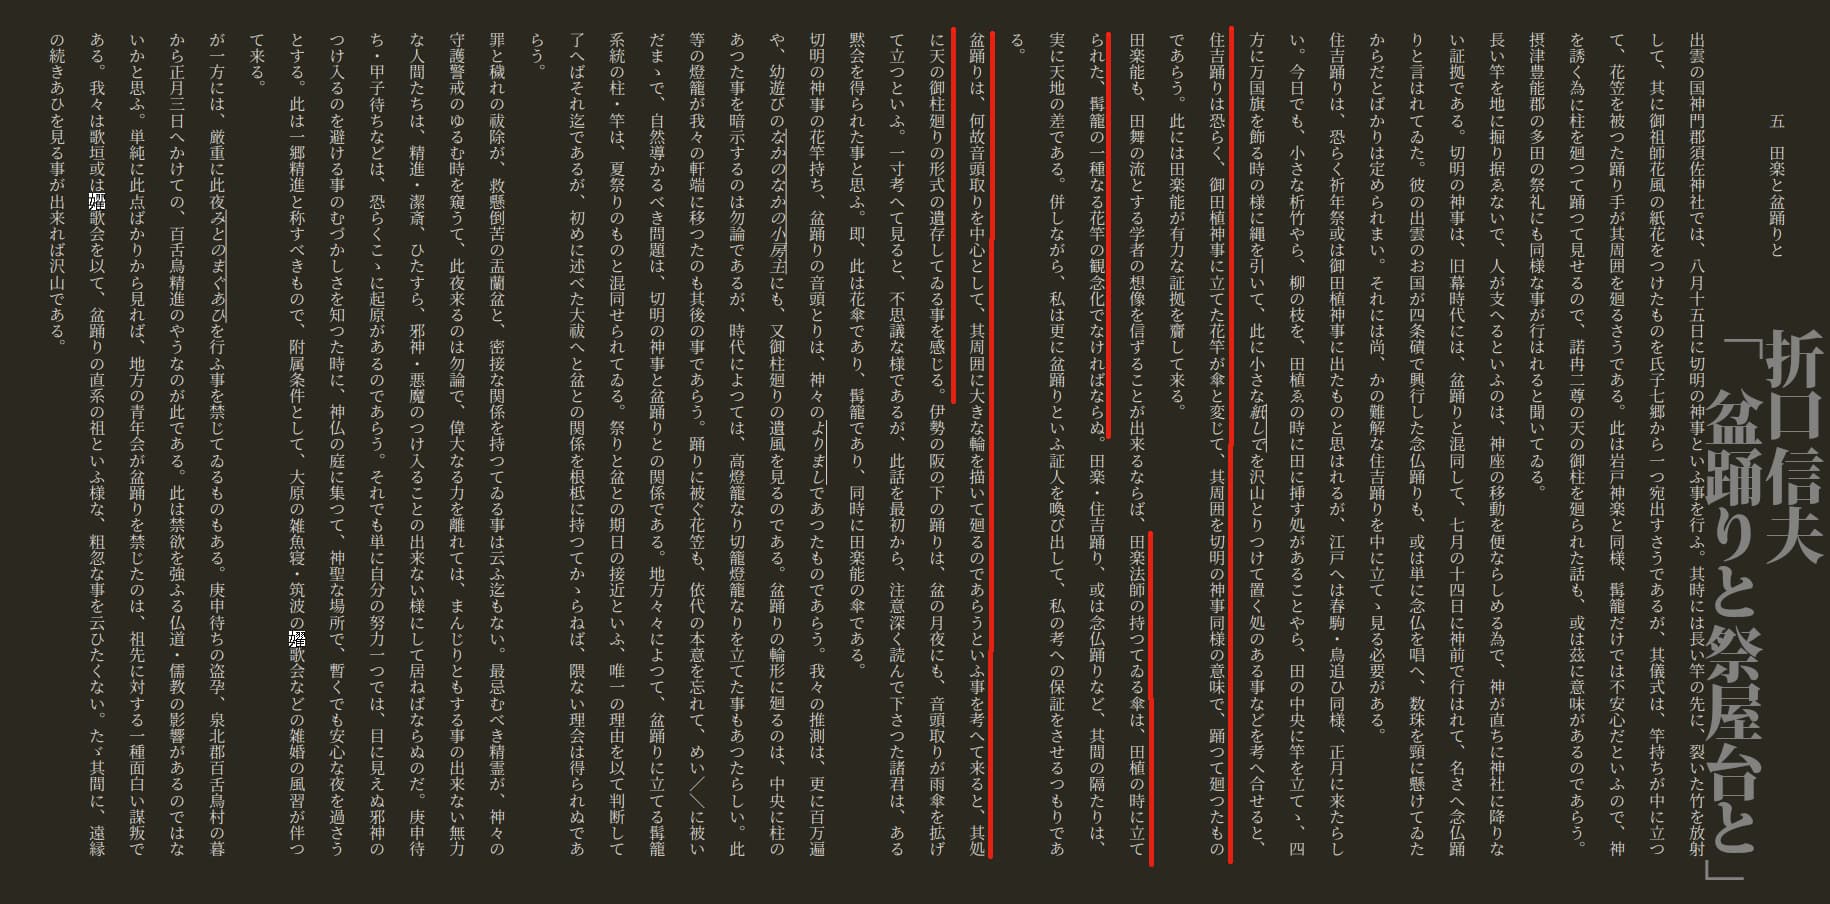 折口信夫
「盆踊りと祭屋台と」
五　田楽と盆踊りと
出雲の国神門郡須佐神社では、八月十五日に切明の神事といふ事を行ふ。其時には長い竿の先に、裂いた竹を放射
して、其に御祖師花風の紙花をつけたものを氏子七郷から一つ宛出すさうであるが、其儀式は、竿持ちが中に立つ
て、花笠を被つた踊り手が其周囲を廻るさうである。此は岩戸神楽と同様、髯籠だけでは不安心だといふので、神
を誘く為に柱を廻つて踊つて見せるので、諾冉二尊の天の御柱を廻られた話も、或は茲に意味があるのであらう。
摂津豊能郡の多田の祭礼にも同様な事が行はれると聞いてゐる。
長い竿を地に掘り据ゑないで、人が支へるといふのは、神座の移動を便ならしめる為で、神が直ちに神社に降りな
い証拠である。切明の神事は、旧幕時代には、盆踊りと混同して、七月の十四日に神前で行はれて、名さへ念仏踊
りと言はれてゐた。彼の出雲のお国が四条磧で興行した念仏踊りも、或は単に念仏を唱へ、数珠を頸に懸けてゐた
からだとばかりは定められまい。それには尚、かの難解な住吉踊りを中に立てゝ見る必要がある。
住吉踊りは、恐らく祈年祭或は御田植神事に出たものと思はれるが、江戸へは春駒・鳥追ひ同様、正月に来たらし
い。今日でも、小さな斫竹やら、柳の枝を、田植ゑの時に田に挿す処があることやら、田の中央に竿を立てゝ、四
方に万国旗を飾る時の様に縄を引いて、此に小さな紙しでを沢山とりつけて置く処のある事などを考へ合せると、
住吉踊りは恐らく、御田植神事に立てた花竿が傘と変じて、其周囲を切明の神事同様の意味で、踊つて廻つたもの
であらう。此には田楽能が有力な証拠を齎して来る。
田楽能も、田舞の流とする学者の想像を信ずることが出来るならば、田楽法師の持つてゐる傘は、田植の時に立て
られた、髯籠の一種なる花竿の観念化でなければならぬ。田楽・住吉踊り、或は念仏踊りなど、其間の隔たりは、
実に天地の差である。併しながら、私は更に盆踊りといふ証人を喚び出して、私の考への保証をさせるつもりであ
る。
盆踊りは、何故音頭取りを中心として、其周囲に大きな輪を描いて廻るのであらうといふ事を考へて来ると、其処
に天の御柱廻りの形式の遺存してゐる事を感じる。伊勢の阪の下の踊りは、盆の月夜にも、音頭取りが雨傘を拡げ
て立つといふ。一寸考へて見ると、不思議な様であるが、此話を最初から、注意深く読んで下さつた諸君は、ある
黙会を得られた事と思ふ。即、此は花傘であり、髯籠であり、同時に田楽能の傘である。
切明の神事の花竿持ち、盆踊りの音頭とりは、神々のよりましであつたものであらう。我々の推測は、更に百万遍
や、幼遊びのなかのなかの小房主にも、又御柱廻りの遺風を見るのである。盆踊りの輪形に廻るのは、中央に柱の
あつた事を暗示するのは勿論であるが、時代によつては、高燈籠なり切籠燈籠なりを立てた事もあつたらしい。此
等の燈籠が我々の軒端に移つたのも其後の事であらう。踊りに被ぐ花笠も、依代の本意を忘れて、めい／＼に被い
だまゝで、自然導かるべき問題は、切明の神事と盆踊りとの関係である。地方々々によつて、盆踊りに立てる髯籠
系統の柱・竿は、夏祭りのものと混同せられてゐる。祭りと盆との期日の接近といふ、唯一の理由を以て判断して
了へばそれ迄であるが、初めに述べた大祓へと盆との関係を根柢に持つてかゝらねば、隈ない理会は得られぬであ
らう。
罪と穢れの祓除が、救懸倒苦の盂蘭盆と、密接な関係を持つてゐる事は云ふ迄もない。最忌むべき精霊が、神々の
守護警戒のゆるむ時を窺うて、此夜来るのは勿論で、偉大なる力を離れては、まんじりともする事の出来ない無力
な人間たちは、精進・潔斎、ひたすら、邪神・悪魔のつけ入ることの出来ない様にして居ねばならぬのだ。庚申待
ち・甲子待ちなどは、恐らくこゝに起原があるのであらう。それでも単に自分の努力一つでは、目に見えぬ邪神の
つけ入るのを避ける事のむづかしさを知つた時に、神仏の庭に集つて、神聖な場所で、暫くでも安心な夜を過さう
とする。此は一郷精進と称すべきもので、附属条件として、大原の雑魚寝・筑波の嬥歌会などの雑婚の風習が伴つ
て来る。
が一方には、厳重に此夜みとのまぐあひを行ふ事を禁じてゐるものもある。庚申待ちの盗孕、泉北郡百舌鳥村の暮
から正月三日へかけての、百舌鳥精進のやうなのが此である。此は禁欲を強ふる仏道・儒教の影響があるのではな
いかと思ふ。単純に此点ばかりから見れば、地方の青年会が盆踊りを禁じたのは、祖先に対する一種面白い謀叛で
ある。我々は歌垣或は嬥歌会を以て、盆踊りの直系の祖といふ様な、粗忽な事を云ひたくない。たゞ其間に、遠縁
の続きあひを見る事が出来れば沢山である。